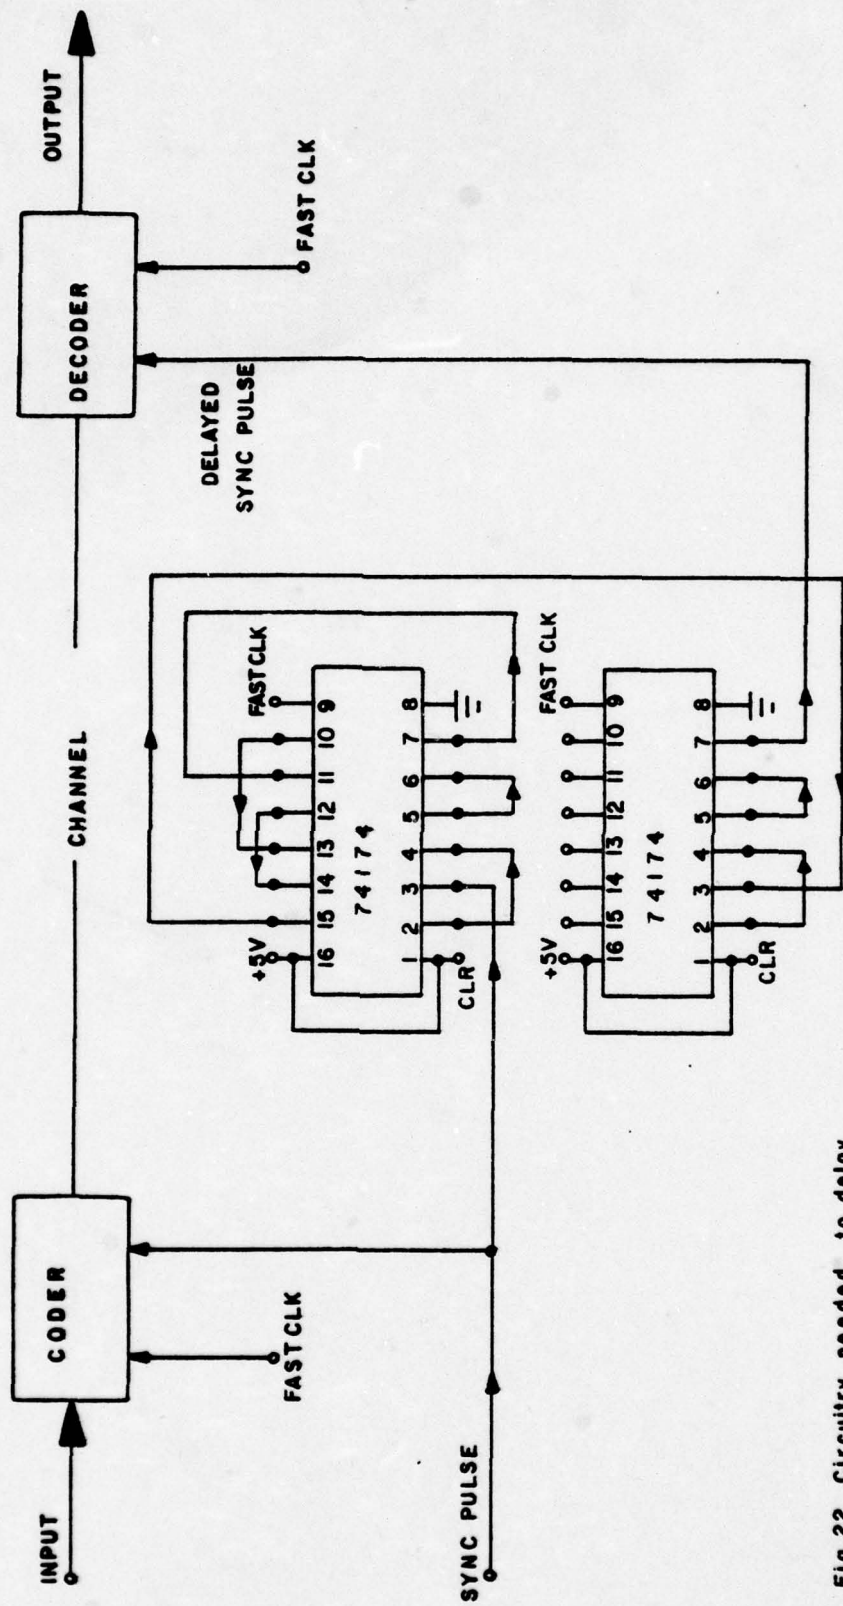 INPUT
CODER
FAST CLK
CHANNEL
DECODER
OUTPUT
FAST CLK
DELAYED
SYNC PULSE
SYNC PULSE
+5V
FAST CLK
16 15 14 13 12 11 10 9
74174
1 2 3 4 5 6 7 8
CLR
+5V
FAST CLK
16 15 14 13 12 11 10 9
74174
1 2 3 4 5 6 7 8
CLR
Fig 22 Circuitry needed to delay